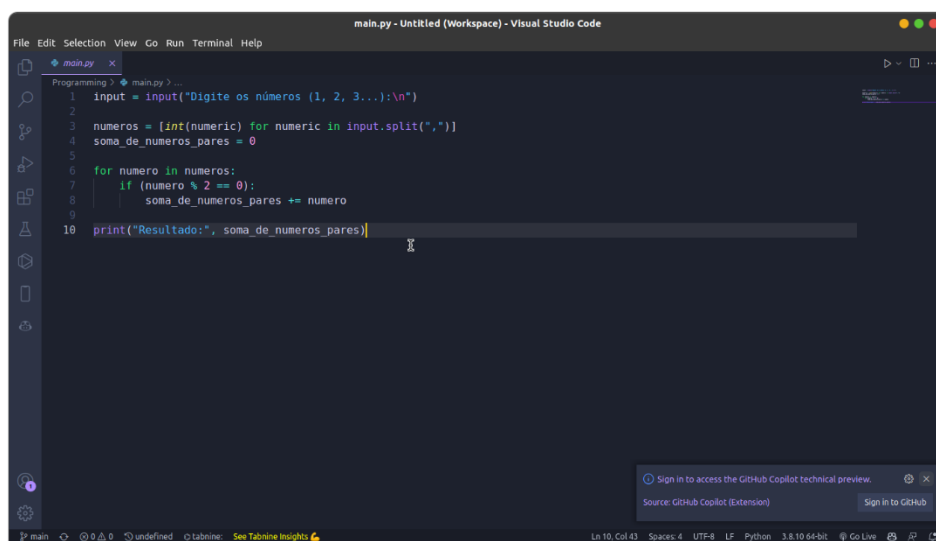 main.py - Untitled (Workspace) - Visual Studio Code
File Edit Selection View Go Run Terminal Help
main.py
Programming > main.py > ...
1 input = input("Digite os números (1, 2, 3...):\n")
2
3 numeros = [int(numeric) for numeric in input.split(",")]
4 soma_de_numeros_pares = 0
5
6 for numero in numeros:
7 if (numero % 2 == 0):
8 soma_de_numeros_pares += numero
9
10 print("Resultado:", soma_de_numeros_pares)
Sign in to access the GitHub Copilot technical preview.
Source: GitHub Copilot (Extension)
Sign in to GitHub
1
main 0 0 undefined tabnine: See Tabnine Insights Ln 10, Col 43 Spaces: 4 UTF-8 LF Python 3.8.10 64-bit Go Live